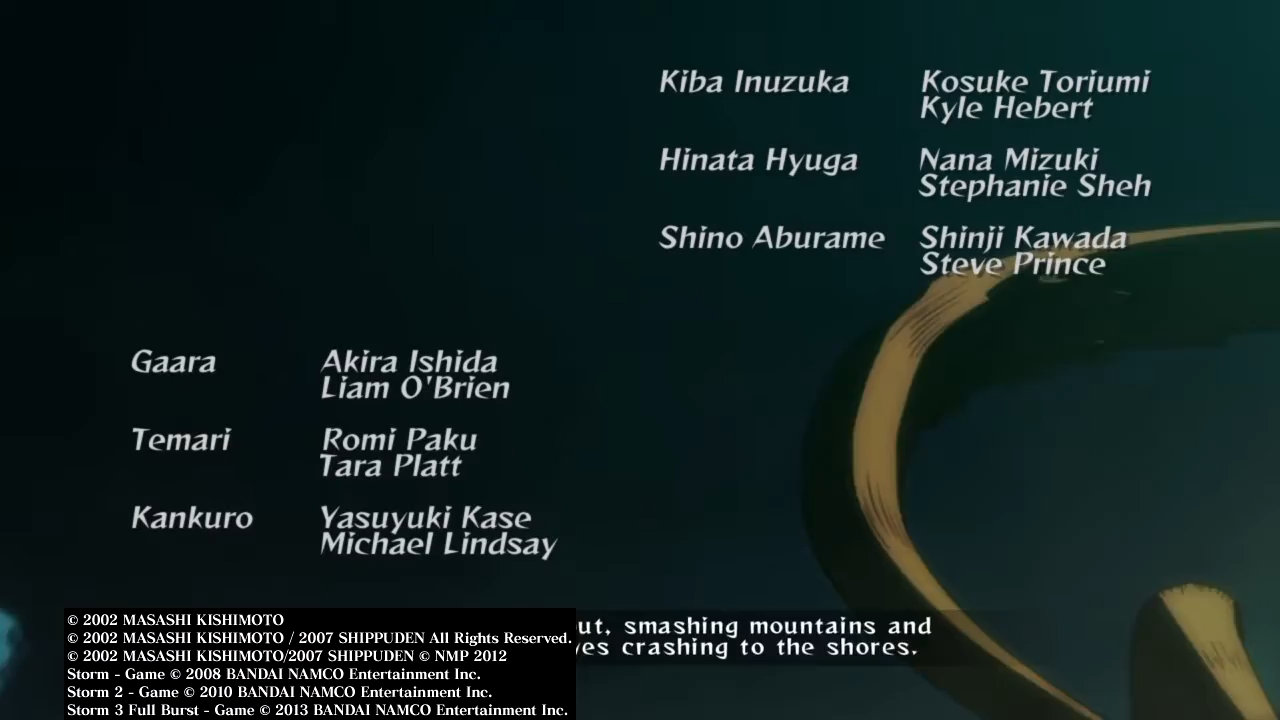 Kiba Inuzuka Kosuke Toriumi
Kyle Hebert
Hinata Hyuga Nana Mizuki
Stephanie Sheh
Shino Aburame Shinji Kawada
Steve Prince
Gaara Akira Ishida
Liam O'Brien
Temari Romi Paku
Tara Platt
Kankuro Yasuyuki Kase
Michael Lindsay
smashing mountains and
crashing to the shores.
© 2002 MASASHI KISHIMOTO
© 2002 MASASHI KISHIMOTO / 2007 SHIPPUDEN All Rights Reserved.
© 2002 MASASHI KISHIMOTO/2007 SHIPPUDEN © NMP 2012
Storm - Game © 2008 BANDAI NAMCO Entertainment Inc.
Storm 2 - Game © 2010 BANDAI NAMCO Entertainment Inc.
Storm 3 Full Burst - Game © 2013 BANDAI NAMCO Entertainment Inc.